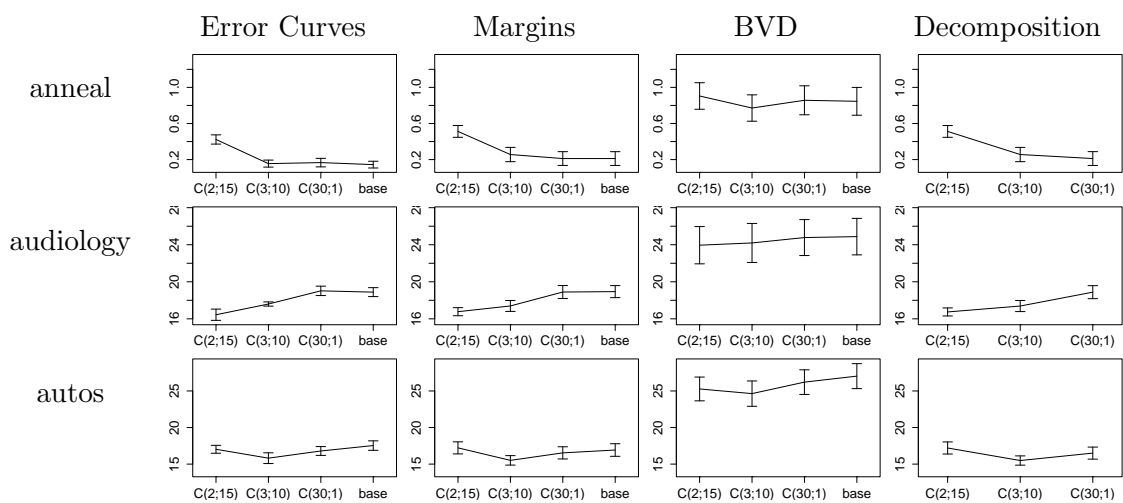 Error Curves Margins BVD Decomposition
anneal
1.0 1.0 1.0 1.0
0.6 0.6 0.6 0.6
0.2 0.2 0.2 0.2
C(2;15) C(3;10) C(30;1) base C(2;15) C(3;10) C(30;1) base C(2;15) C(3;10) C(30;1) base C(2;15) C(3;10) C(30;1)
audiology
24 24 24 24
20 20 20 20
16 16 16 16
C(2;15) C(3;10) C(30;1) base C(2;15) C(3;10) C(30;1) base C(2;15) C(3;10) C(30;1) base C(2;15) C(3;10) C(30;1)
autos
25 25 25 25
20 20 20 20
15 15 15 15
C(2;15) C(3;10) C(30;1) base C(2;15) C(3;10) C(30;1) base C(2;15) C(3;10) C(30;1) base C(2;15) C(3;10) C(30;1)